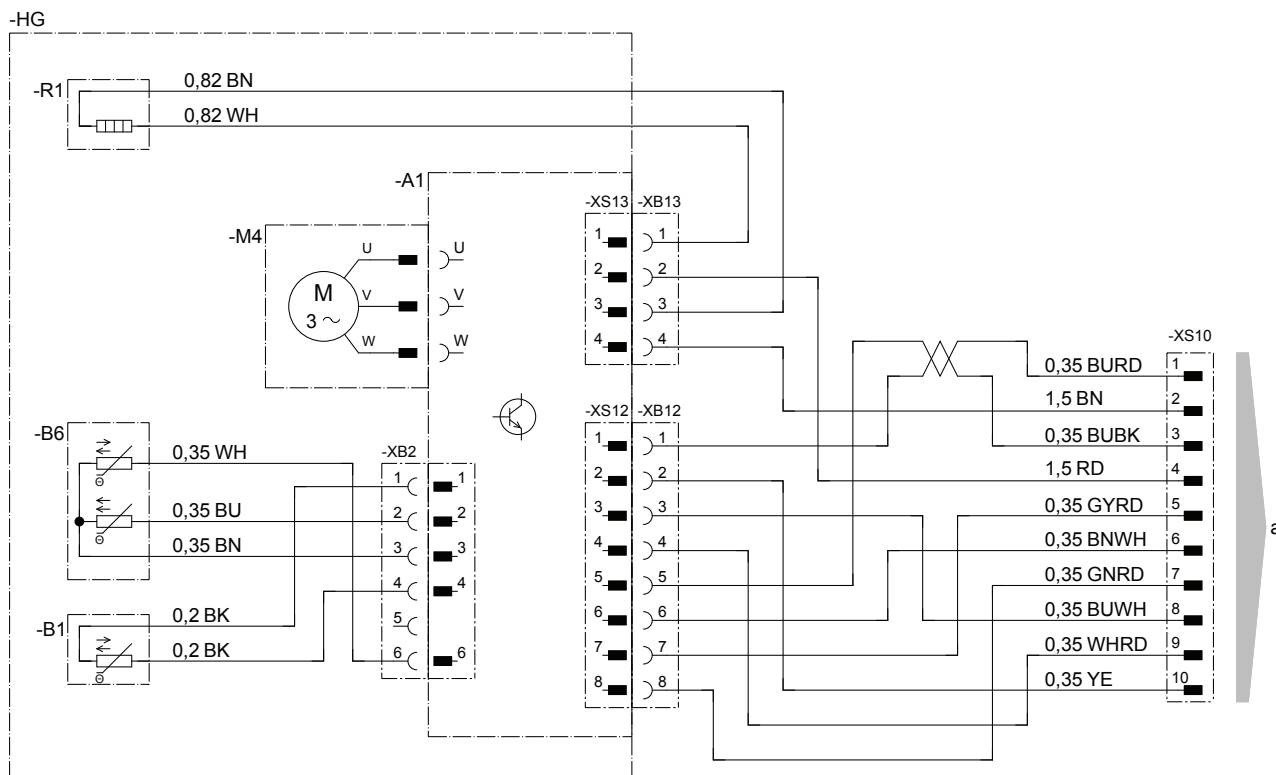 -HG
-R1
0,82 BN
0,82 WH
-A1
-M4
M
3 ~
U
V
W
U
V
W
-XS13 -XB13
1 1
2 2
3 3
4 4
-XS12 -XB12
1 1
2 2
3 3
4 4
5 5
6 6
7 7
8 8
-B6
0,35 WH
0,35 BU
0,35 BN
Θ
Θ
-XB2
1 1
2 2
3 3
4 4
5
6 6
-B1
0,2 BK
0,2 BK
Θ
-XS10
0,35 BURD 1
1,5 BN 2
0,35 BUBK 3
1,5 RD 4
0,35 GYRD 5
0,35 BNWH 6
0,35 GNRD 7
0,35 BUWH 8
0,35 WHRD 9
0,35 YE 10
a